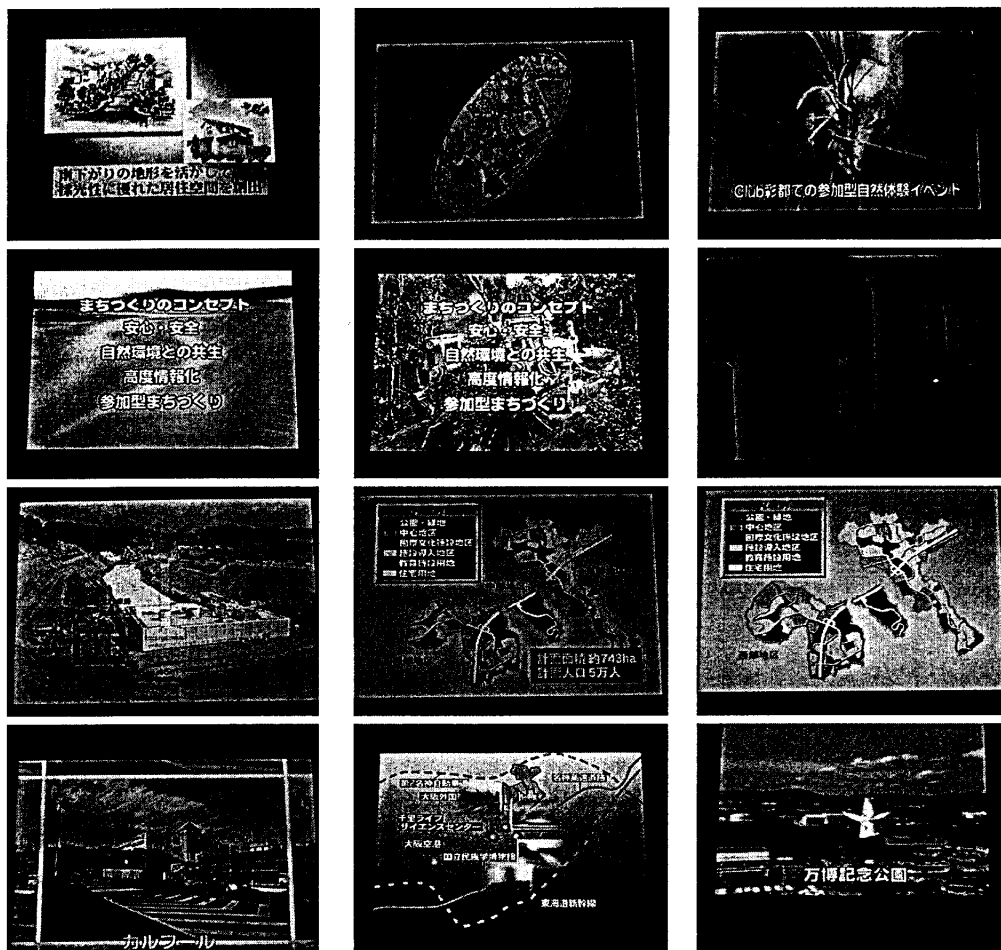 南下がりの地形を活かして
採光性に優れた居住空間を創出
Club彩都での参加型自然体験イベント
まちづくりのコンセプト
安心・安全
自然環境との共生
高度情報化
参加型まちづくり
まちづくりのコンセプト
安心・安全
自然環境との共生
高度情報化
参加型まちづくり
公園・緑地
中心地区
国際文化施設地区
施設導入地区
教育施設用地
住宅用地
計画面積 約743ha
計画人口 5万人
公園・緑地
中心地区
国際文化施設地区
施設導入地区
教育施設用地
住宅用地
カルフール
第2名神自動車道
名神高速道路
大阪外国
千里ライフ
サイエンスセンター
大阪空港
国立民族学博物館
東海道新幹線
万博記念公園